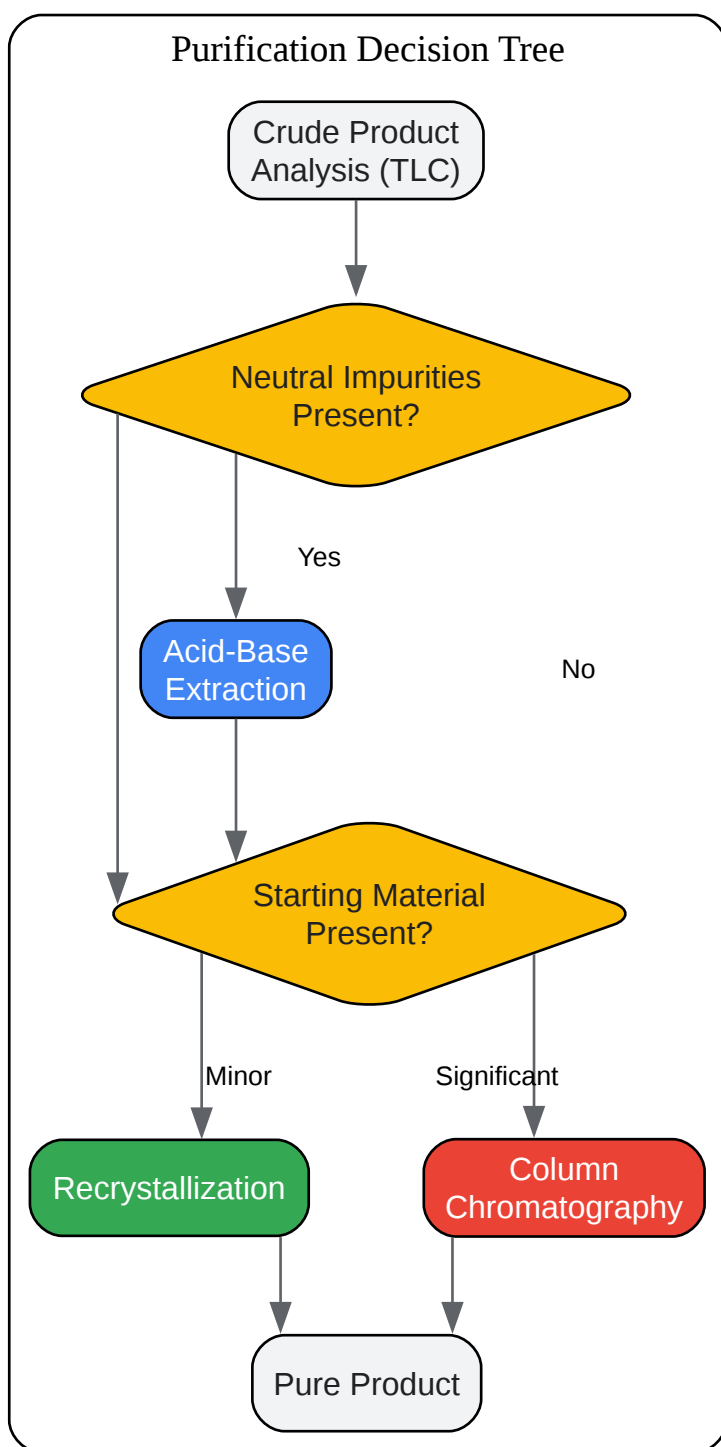 Purification Decision Tree
Crude Product
Analysis (TLC)
Neutral Impurities
Present?
Yes
Acid-Base
Extraction
No
Starting Material
Present?
Minor
Significant
Recrystallization
Column
Chromatography
Pure Product